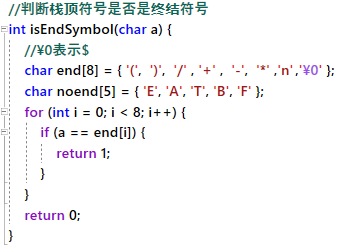 //判断栈顶符号是否是终结符号
int isEndSymbol(char a) {
//¥0表示$
char end[8] = { '(', ')', '/' , '+' , '-', '*' ,'n','¥0' };
char noend[5] = { 'E', 'A', 'T', 'B', 'F' };
for (int i = 0; i < 8; i++) {
if (a == end[i]) {
return 1;
}
}
return 0;
}